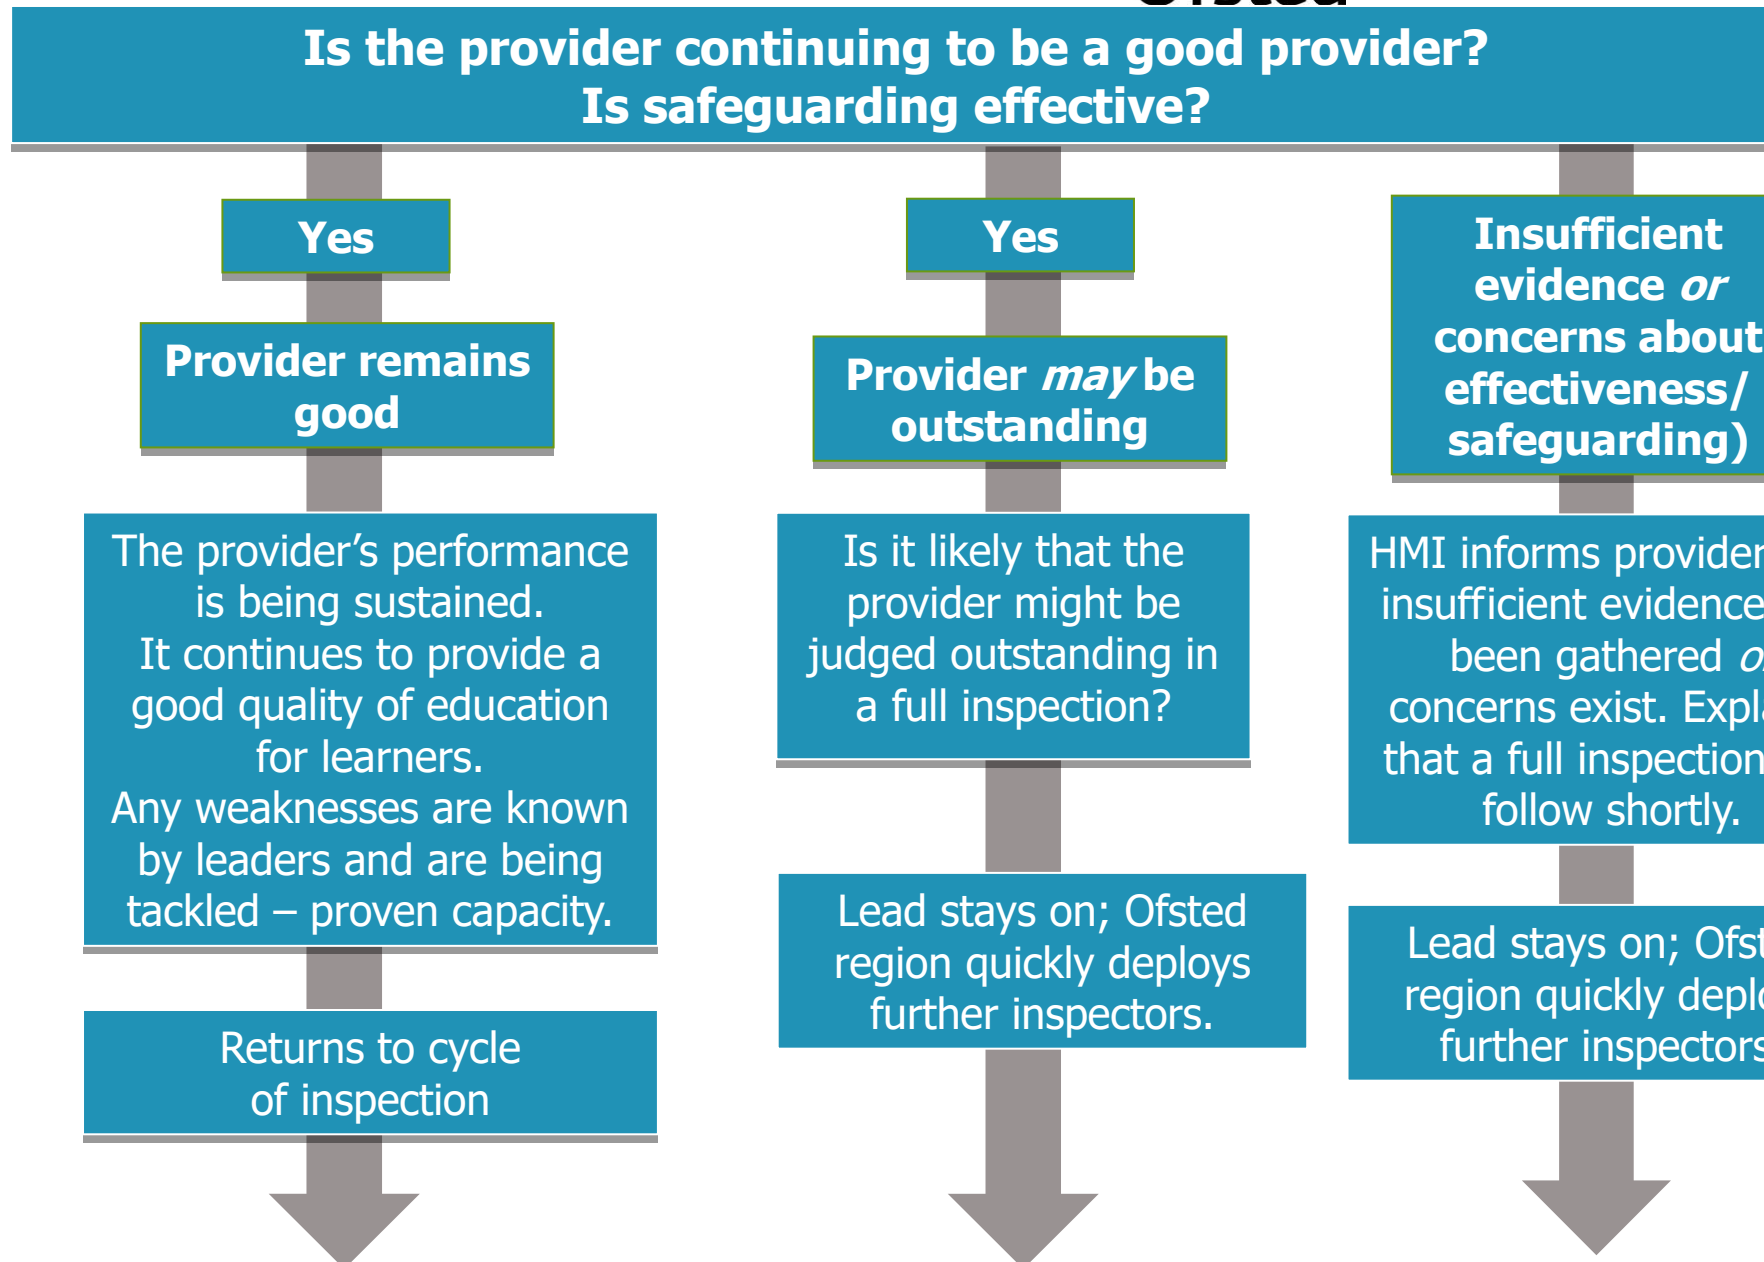 Ofsted
Is the provider continuing to be a good provider?
Is safeguarding effective?
Yes
Provider remains
good
The provider’s performance
is being sustained.
It continues to provide a
good quality of education
for learners.
Any weaknesses are known
by leaders and are being
tackled – proven capacity.
Returns to cycle
of inspection
Yes
Provider may be
outstanding
Is it likely that the
provider might be
judged outstanding in
a full inspection?
Lead stays on; Ofsted
region quickly deploys
further inspectors.
Insufficient
evidence or
concerns about
effectiveness/
safeguarding)
HMI informs provider
insufficient evidence
been gathered
concerns exist.
that a full inspection
follow shortly.
Lead stays on;
region quickly
further inspectors